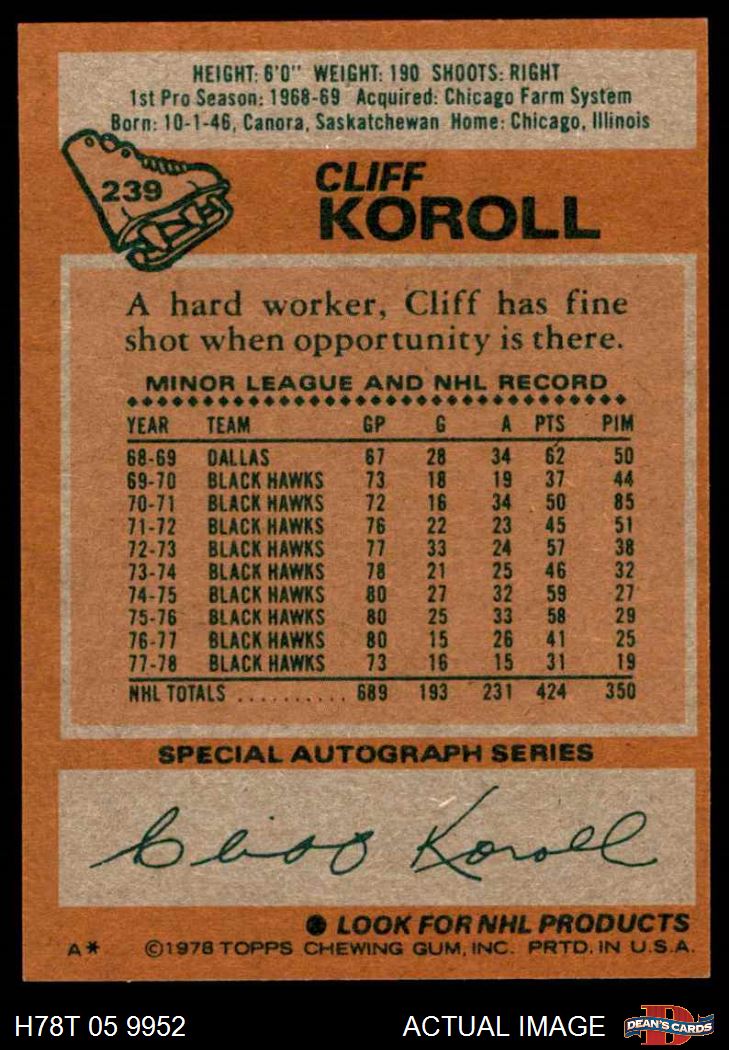 HEIGHT: 6'0" WEIGHT: 190 SHOOTS: RIGHT
1st Pro Season: 1968-69 Acquired: Chicago Farm System
Born: 10-1-46, Canora, Saskatchewan Home: Chicago, Illinois
239
CLIFF
KOROLL
A hard worker, Cliff has fine
shot when opportunity is there.
MINOR LEAGUE AND NHL RECORD
YEAR TEAM GP G A PTS PIM
68-69 DALLAS 67 28 34 62 50
69-70 BLACK HAWKS 73 18 19 37 44
70-71 BLACK HAWKS 72 16 34 50 85
71-72 BLACK HAWKS 76 22 23 45 51
72-73 BLACK HAWKS 77 33 24 57 38
73-74 BLACK HAWKS 78 21 25 46 32
74-75 BLACK HAWKS 80 27 32 59 27
75-76 BLACK HAWKS 80 25 33 58 29
76-77 BLACK HAWKS 80 15 26 41 25
77-78 BLACK HAWKS 73 16 15 31 19
NHL TOTALS .......... 689 193 231 424 350
SPECIAL AUTOGRAPH SERIES
Cliff Koroll
LOOK FOR NHL PRODUCTS
A* ©1978 TOPPS CHEWING GUM, INC. PRTD. IN U.S.A.
H78T 05 9952 ACTUAL IMAGE DEAN'S CARDS